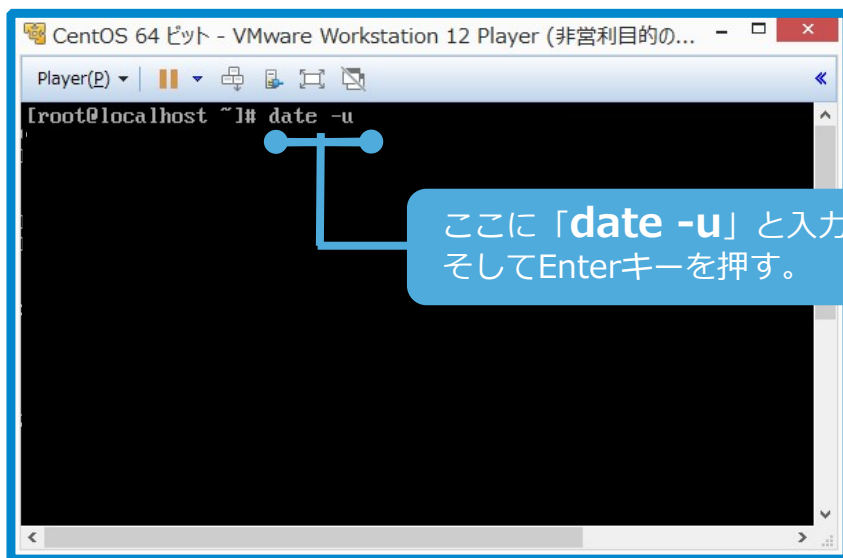 CentOS 64 ビット - VMware Workstation 12 Player (非営利目的の...
Player(P)
[root@localhost ~]# date -u
ここに「date -u」と入力
そしてEnterキーを押す。